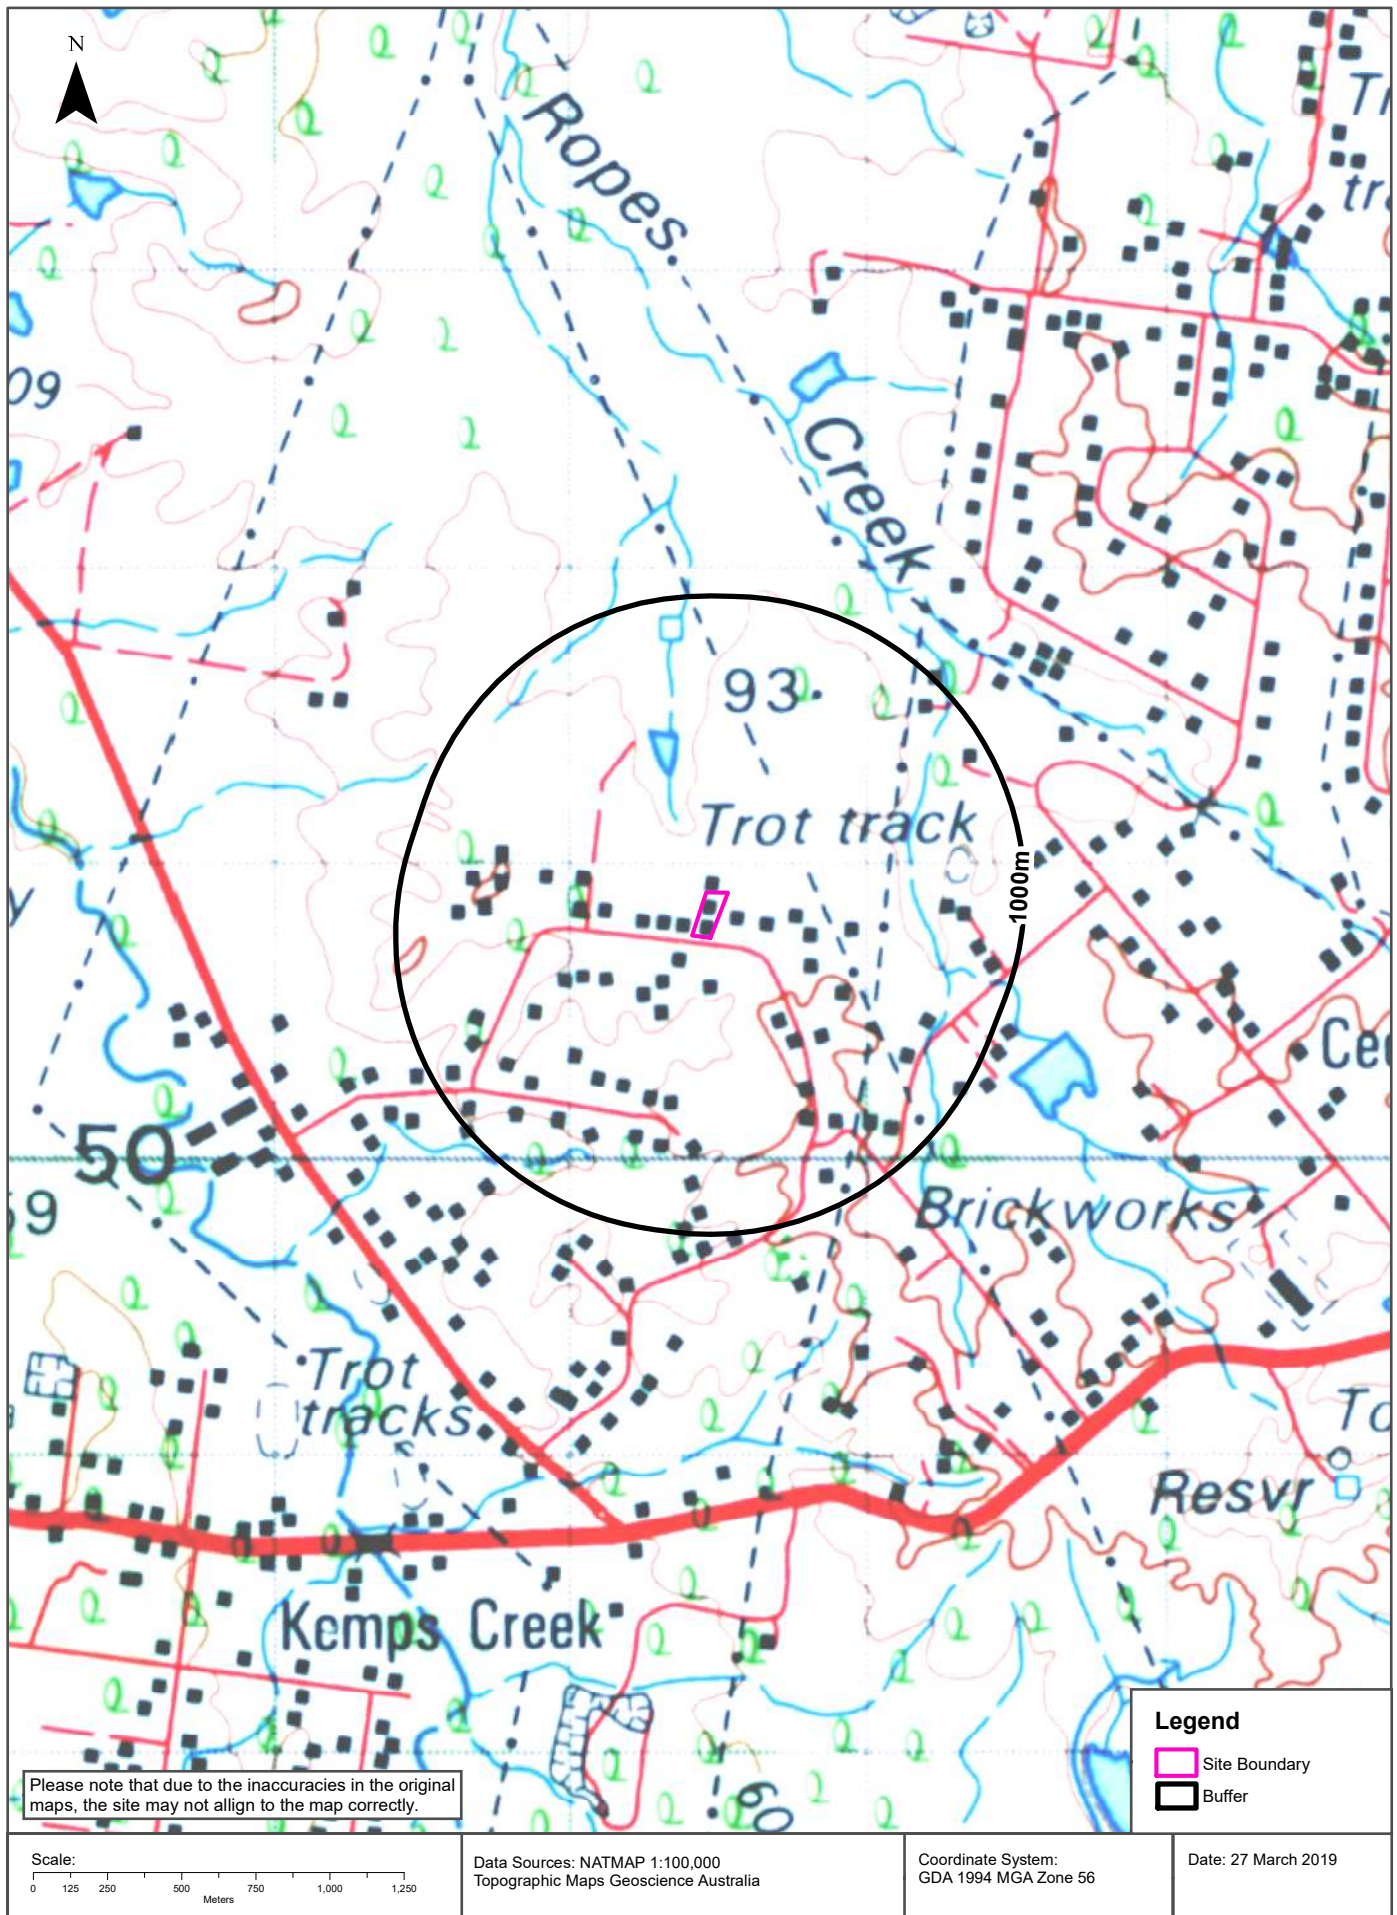 N
Ropes
Creek
09
93
Trot track
1000m
y
50
Brickworks
Trot
tracks
Resvr
Kemps Creek
60
Legend
Site Boundary
Buffer
Please note that due to the inaccuracies in the original
maps, the site may not allign to the map correctly.
Scale:
0 125 250 500 750 1,000 1,250
Meters
Data Sources: NATMAP 1:100,000
Topographic Maps Geoscience Australia
Coordinate System:
GDA 1994 MGA Zone 56
Date: 27 March 2019